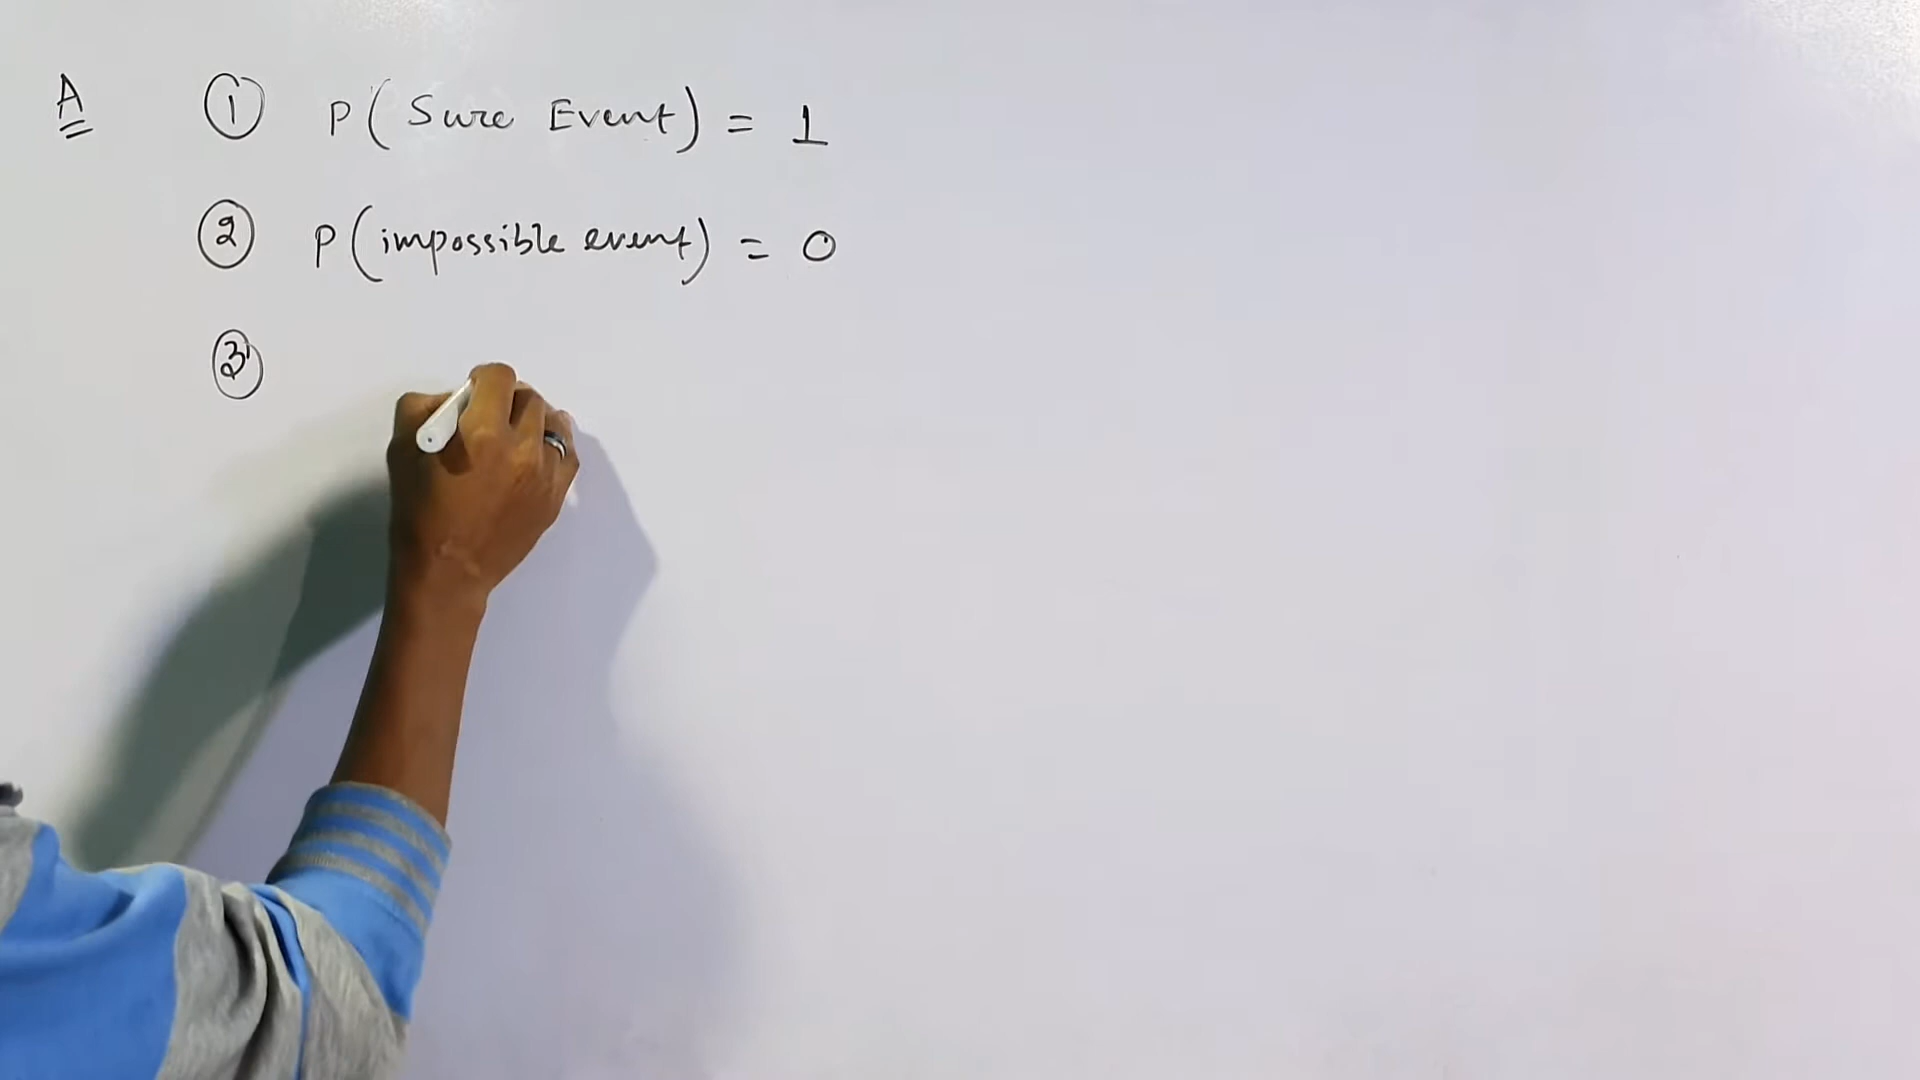 A ① P(Sure Event) = 1
② P(impossible event) = 0
③